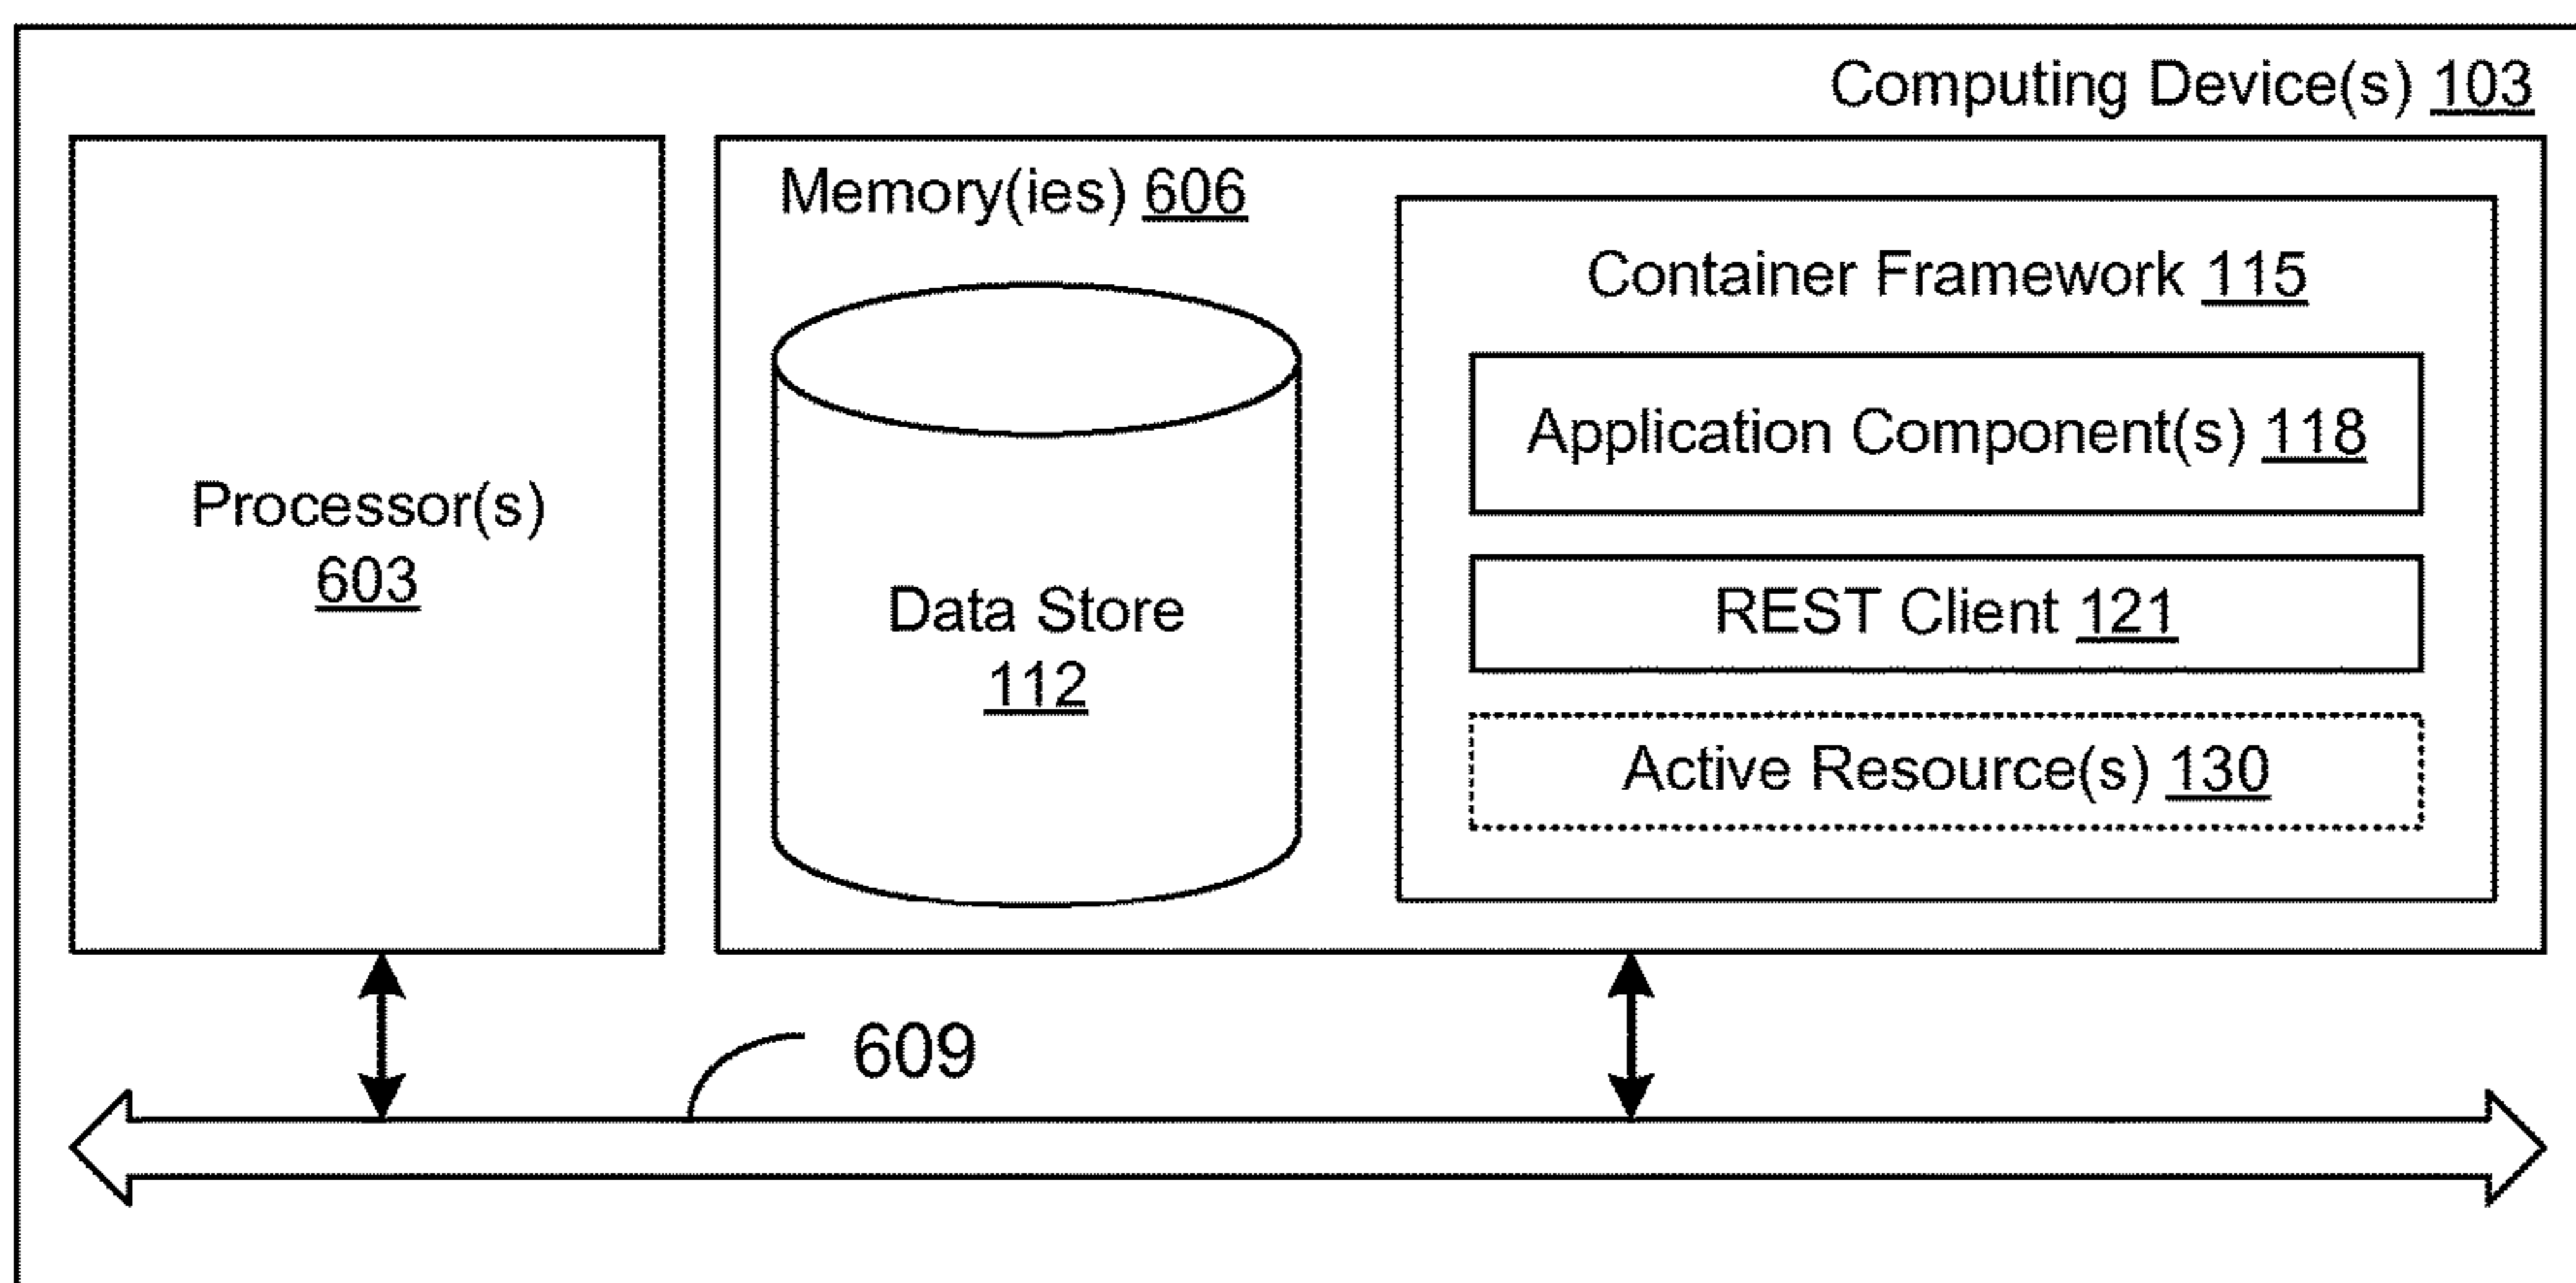 Computing Device(s) 103
Processor(s)
603
Memory(ies) 606
Data Store
112
Container Framework 115
Application Component(s) 118
REST Client 121
Active Resource(s) 130
609